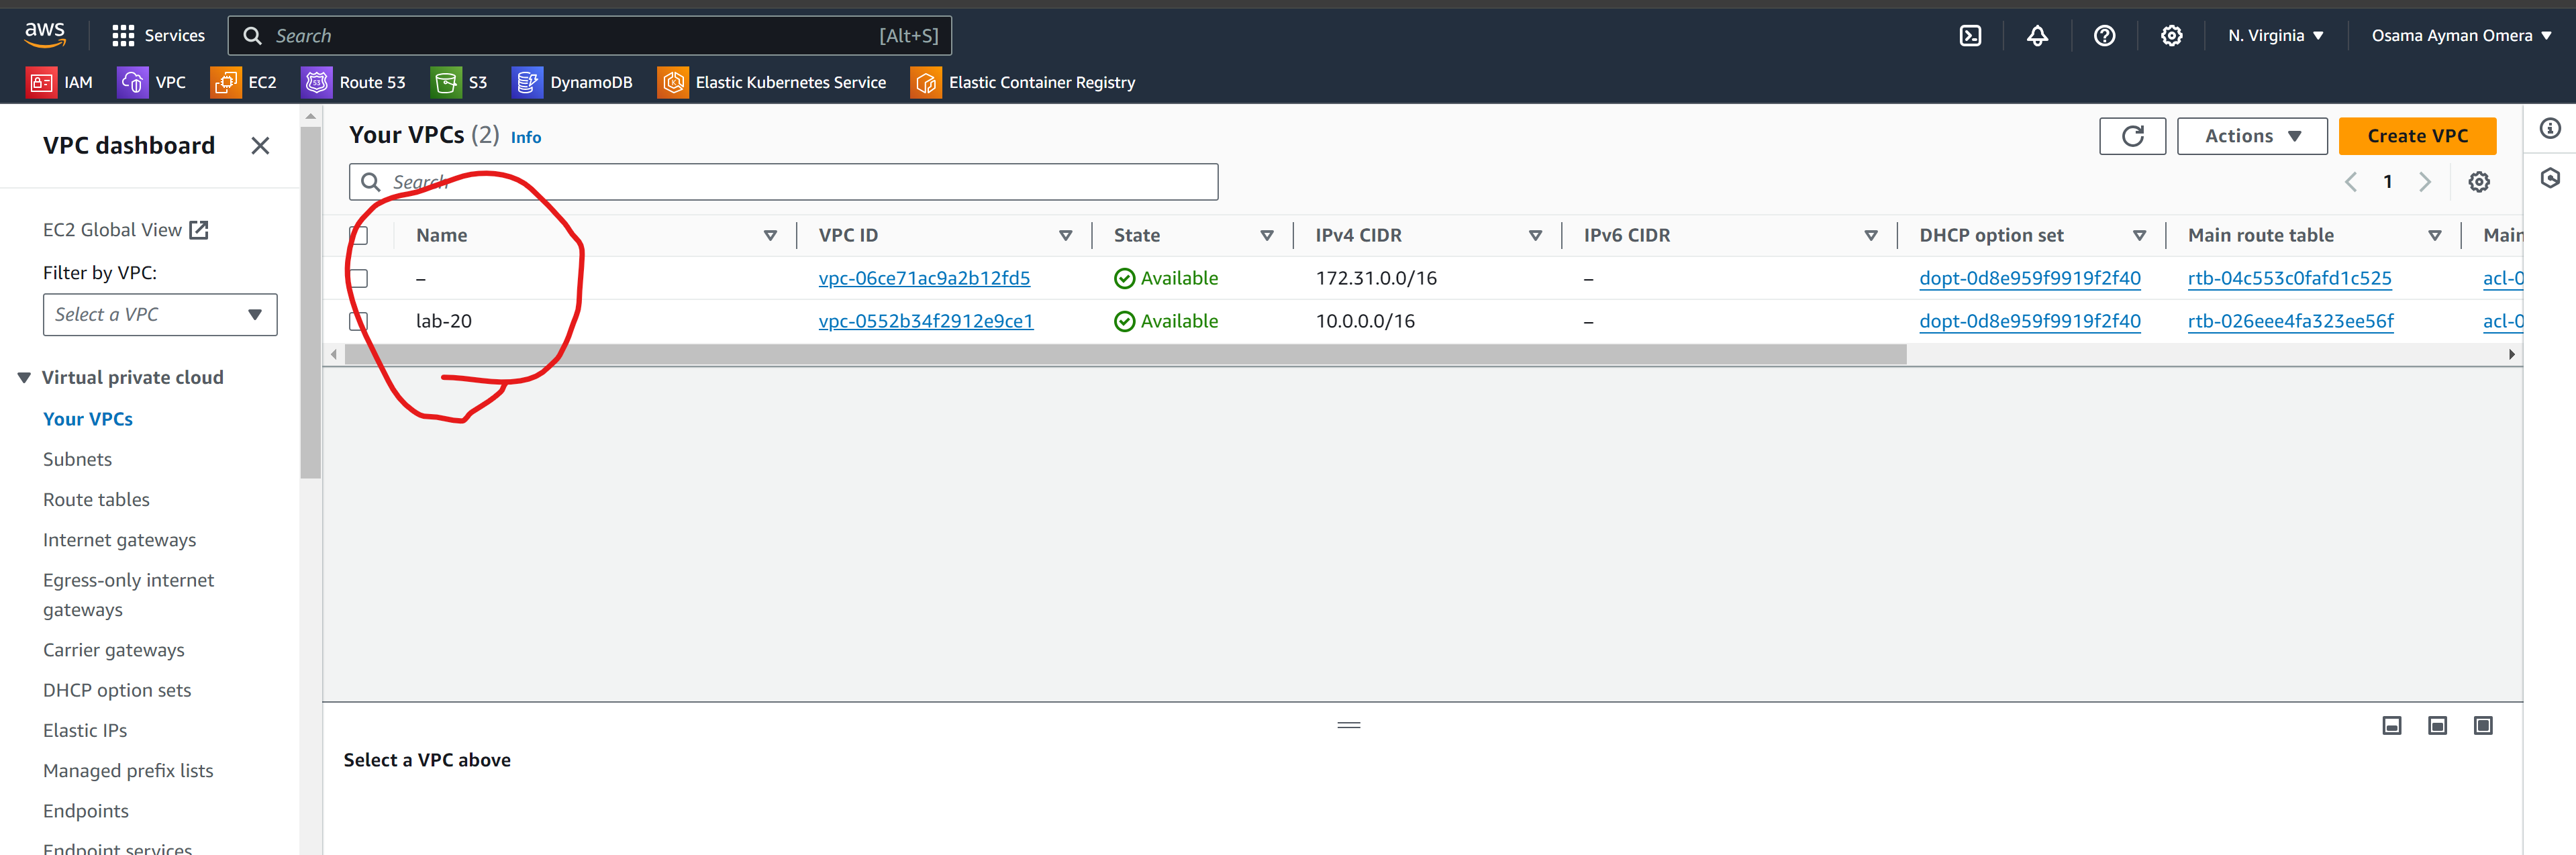 aws
Services
Search
[Alt+S]
N. Virginia
Osama Ayman Omera
IAM
VPC
EC2
Route 53
S3
DynamoDB
Elastic Kubernetes Service
Elastic Container Registry
VPC dashboard
EC2 Global View
Filter by VPC:
Select a VPC
Virtual private cloud
Your VPCs
Subnets
Route tables
Internet gateways
Egress-only internet
gateways
Carrier gateways
DHCP option sets
Elastic IPs
Managed prefix lists
Endpoints
Endpoint services
Your VPCs (2) Info
Actions
Create VPC
Search
1
Name VPC ID State IPv4 CIDR IPv6 CIDR DHCP option set Main route table Main
– vpc-06ce71ac9a2b12fd5 Available 172.31.0.0/16 – dopt-0d8e959f9919f2f40 rtb-04c553c0fafd1c525 acl-0
lab-20 vpc-0552b34f2912e9ce1 Available 10.0.0.0/16 – dopt-0d8e959f9919f2f40 rtb-026eee4fa323ee56f acl-0
Select a VPC above